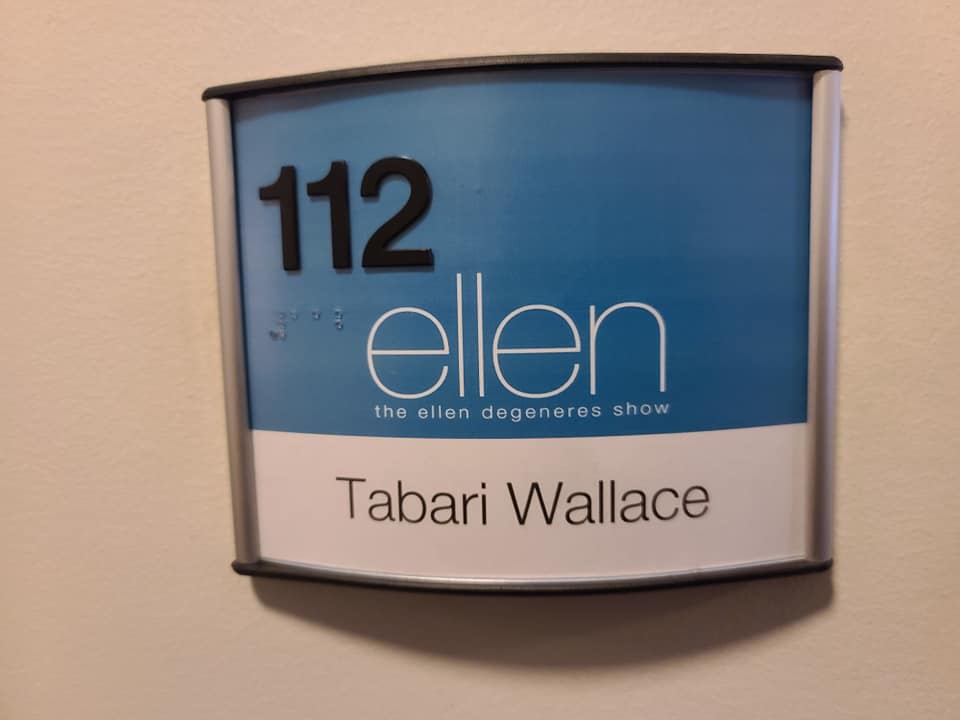 112
ellen
the ellen degeneres show
Tabari Wallace